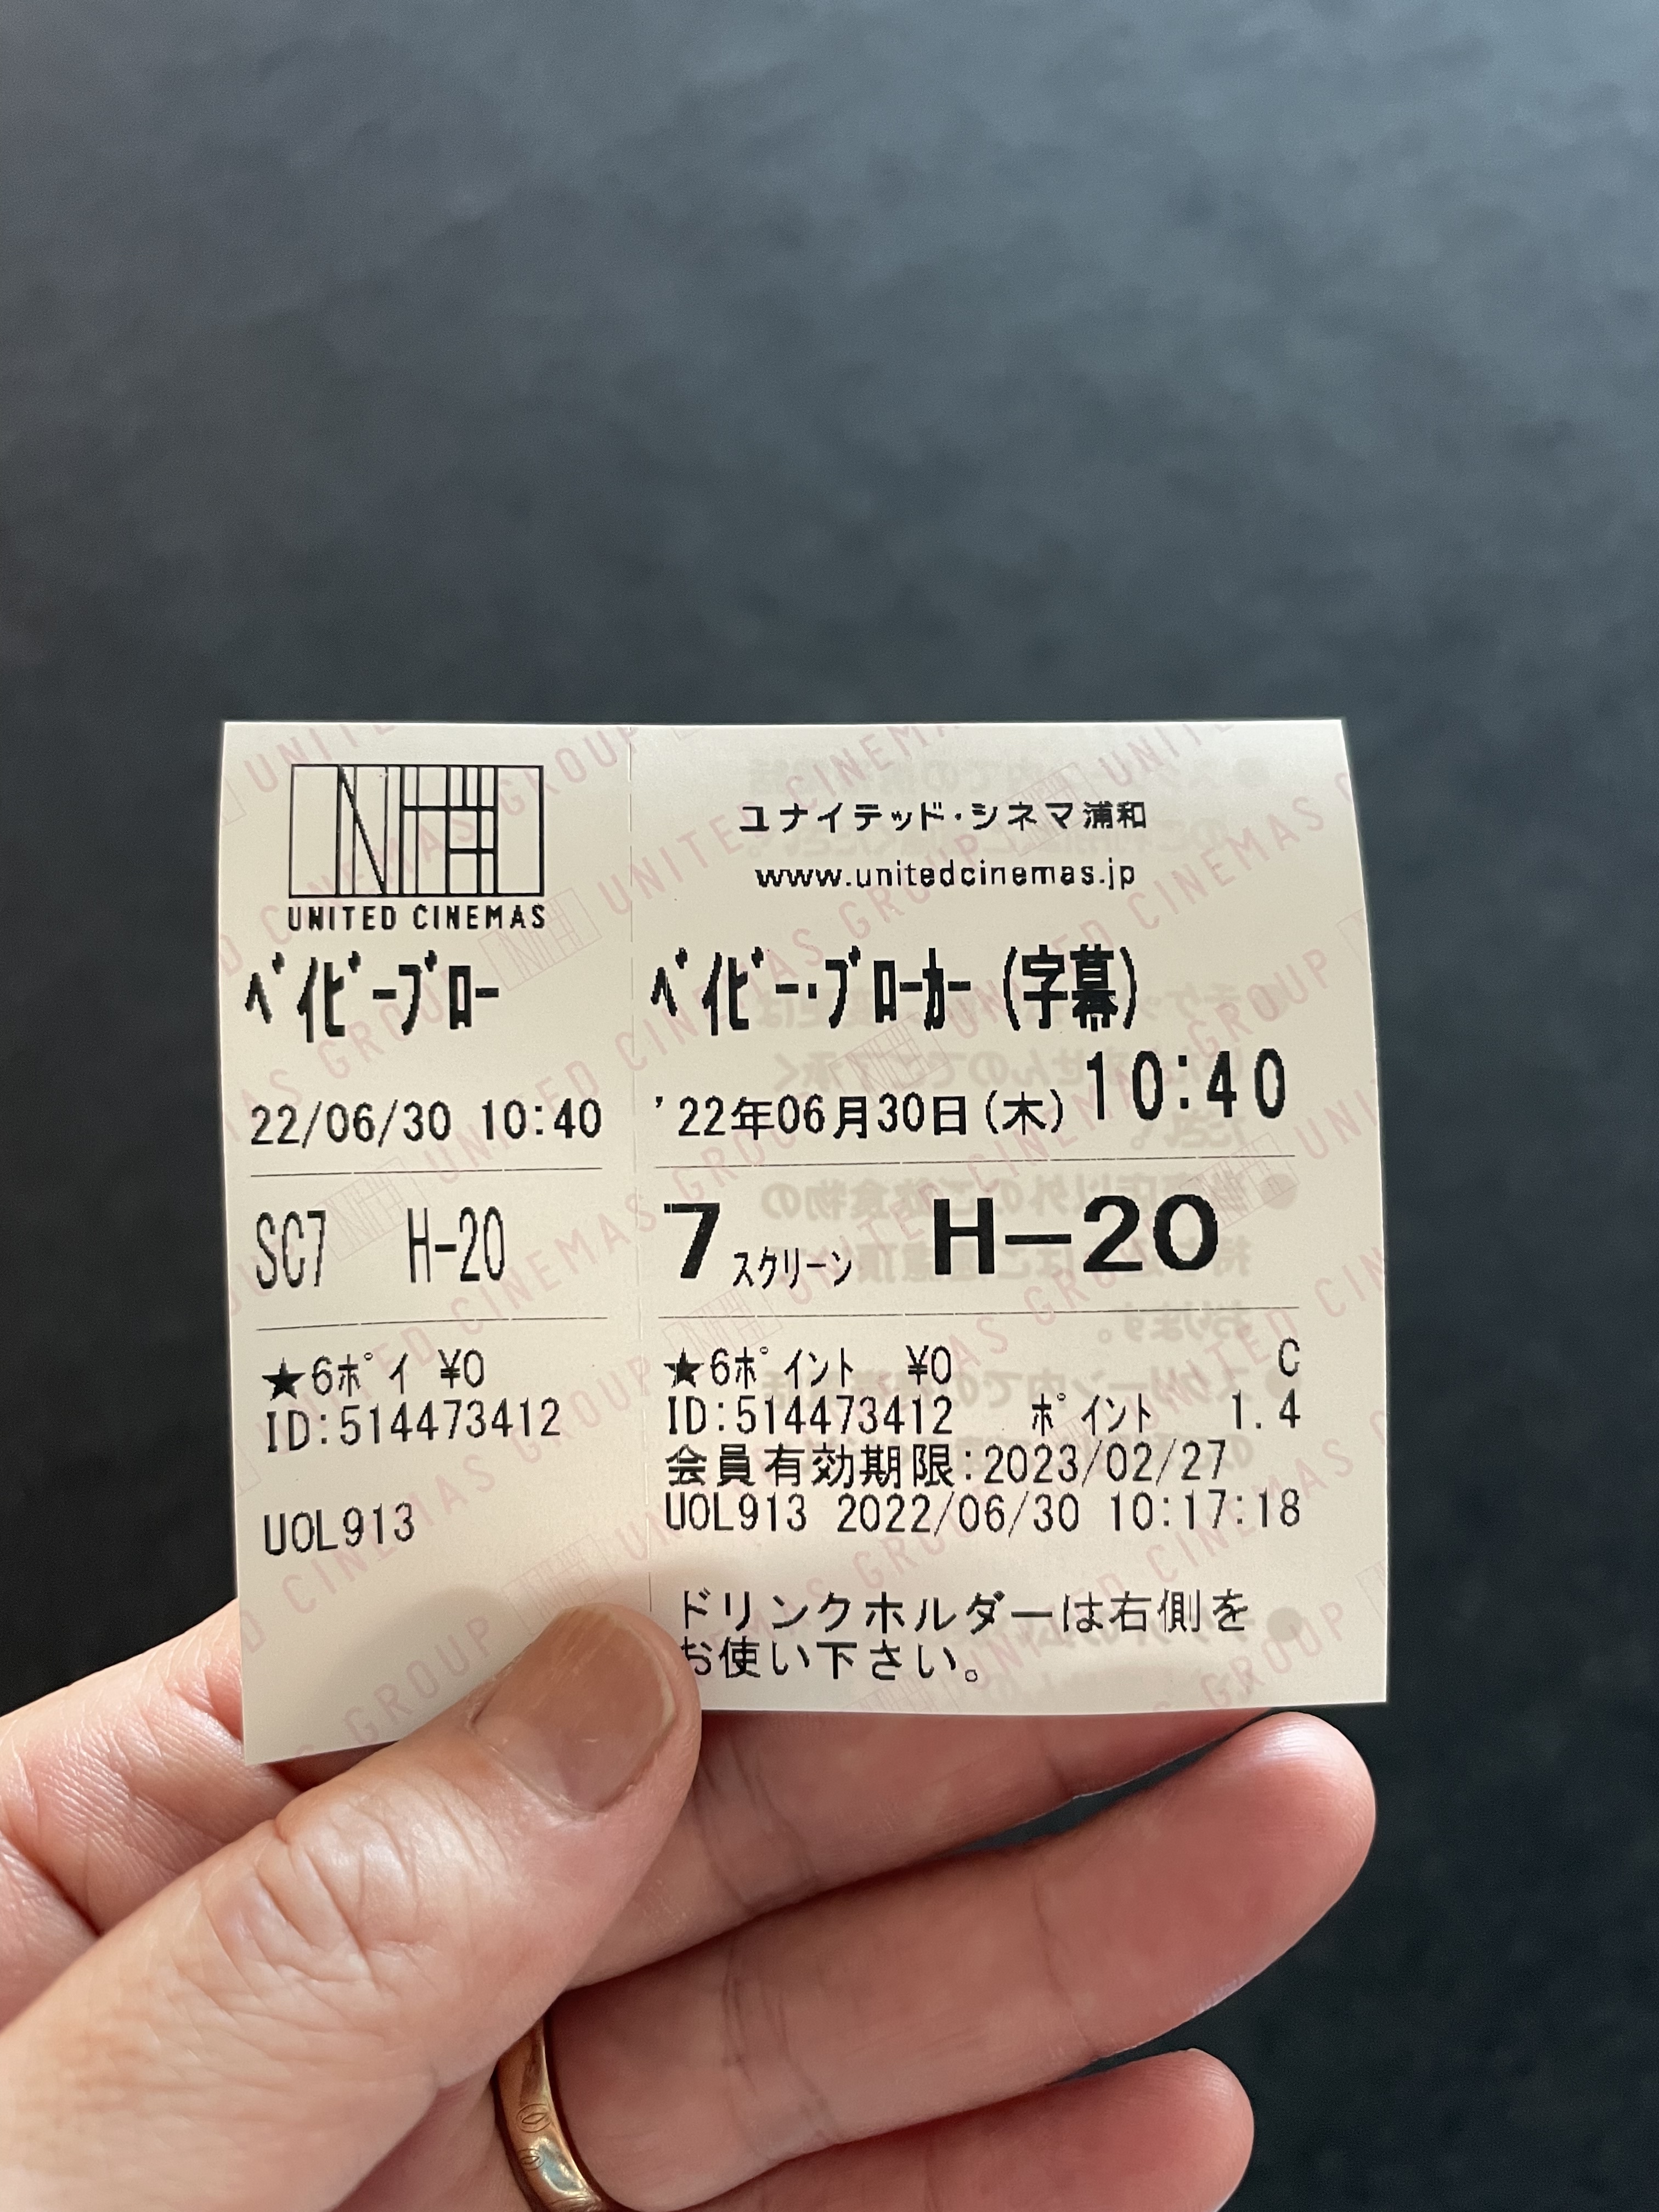 UNITED CINEMAS
ﾍﾞｲﾋﾞｰﾌﾞﾛｰ
22/06/30 10:40
SC7 H-20
★6ﾎﾟｲ ¥0
ID:514473412
UOL913
ユナイテッド・シネマ浦和
www.unitedcinemas.jp
ﾍﾞｲﾋﾞｰ･ﾌﾞﾛｰｶｰ (字幕)
'22年06月30日(木) 10:40
7スクリーン H-20
★6ﾎﾟｲﾝﾄ ¥0 C
ID:514473412 ﾎﾟｲﾝﾄ 1.4
会員有効期限:2023/02/27
UOL913 2022/06/30 10:17:18
ドリンクホルダーは右側を
お使い下さい。